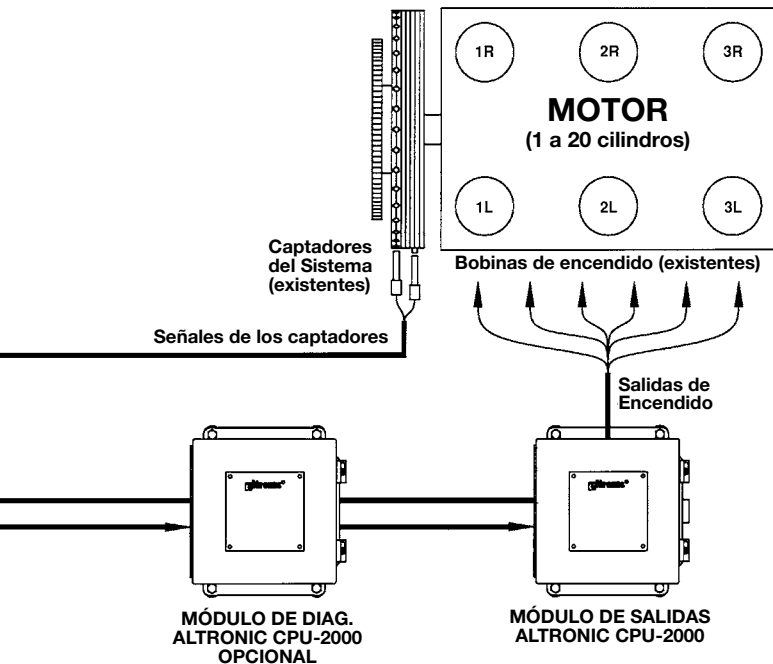 1R
2R
3R
MOTOR
(1 a 20 cilindros)
1L
2L
3L
Captadores
del Sistema
(existentes)
Bobinas de encendido (existentes)
Señales de los captadores
Salidas de
Encendido
altronic
altronic
MÓDULO DE DIAG.
ALTRONIC CPU-2000
OPCIONAL
MÓDULO DE SALIDAS
ALTRONIC CPU-2000